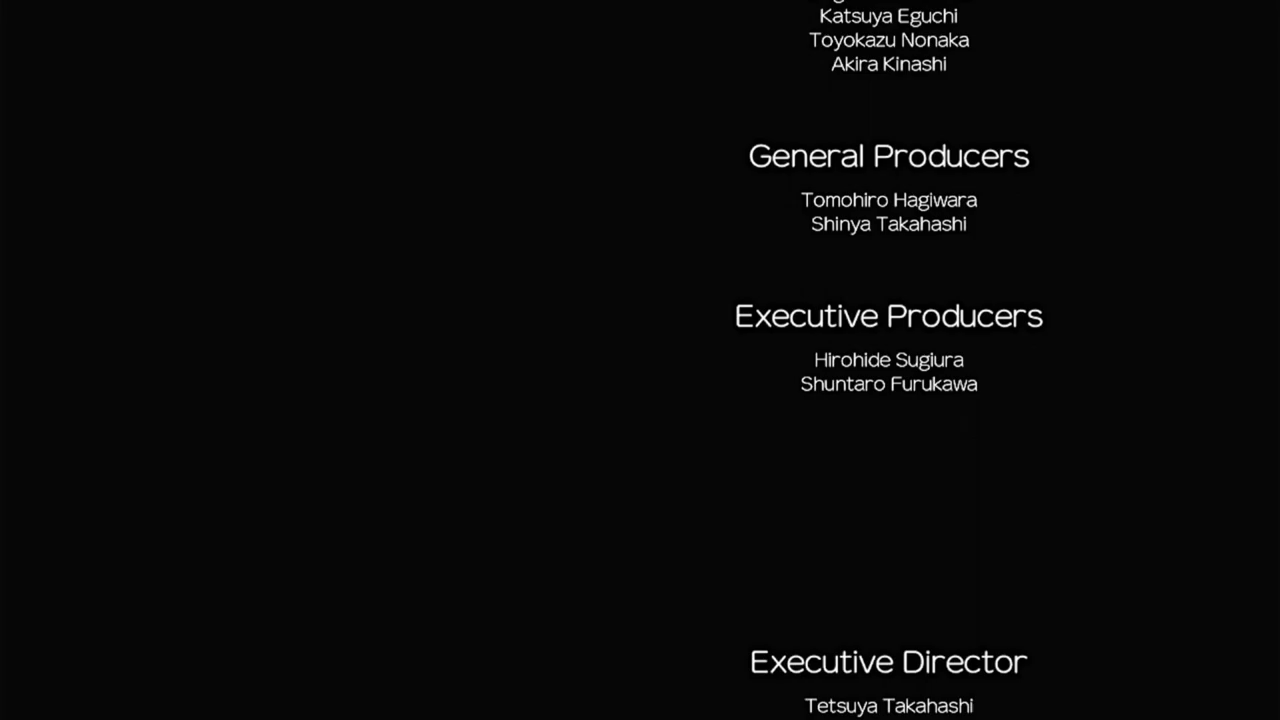 Katsuya Eguchi
Toyokazu Nonaka
Akira Kinashi
General Producers
Tomohiro Hagiwara
Shinya Takahashi
Executive Producers
Hirohide Sugiura
Shuntaro Furukawa
Executive Director
Tetsuya Takahashi